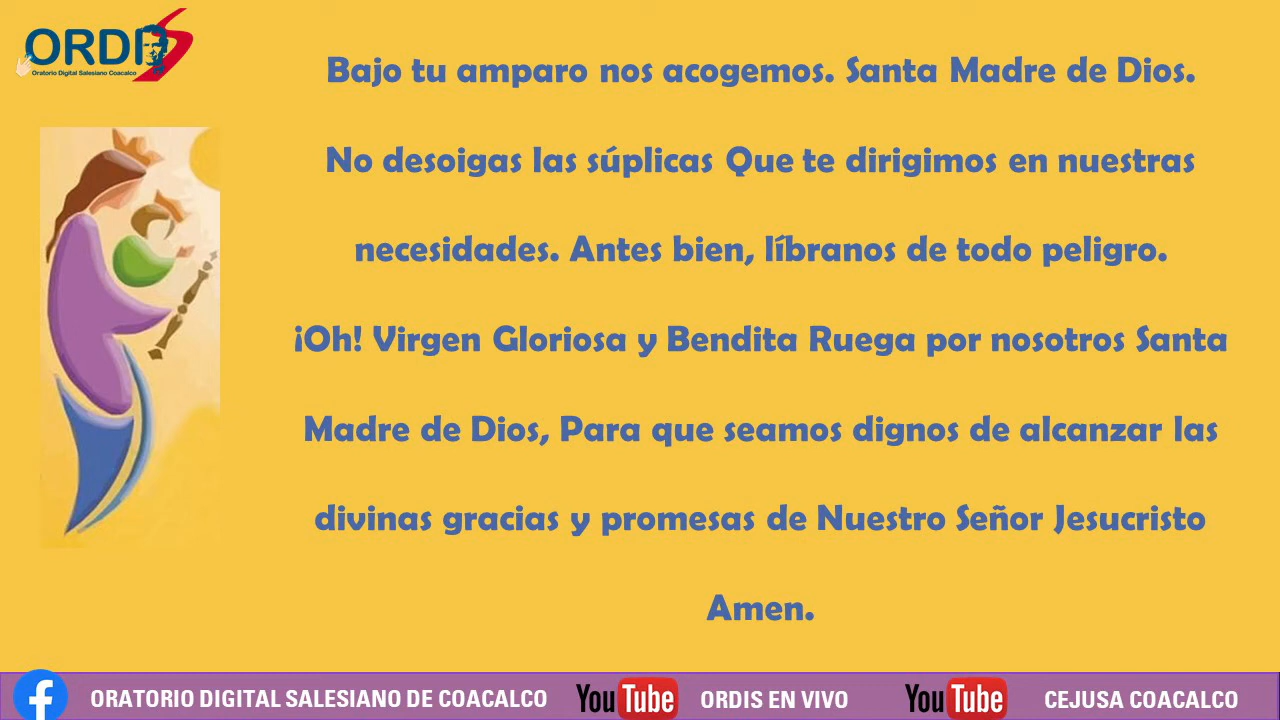 ORDIS
Oratorio Digital Salesiano Coacalco
Bajo tu amparo nos acogemos. Santa Madre de Dios.
No desoigas las súplicas Que te dirigimos en nuestras
necesidades. Antes bien, líbranos de todo peligro.
¡Oh! Virgen Gloriosa y Bendita Ruega por nosotros Santa
Madre de Dios, Para que seamos dignos de alcanzar las
divinas gracias y promesas de Nuestro Señor Jesucristo
Amen.
ORATORIO DIGITAL SALESIANO DE COACALCO YouTube ORDIS EN VIVO YouTube CEJUSA COACALCO